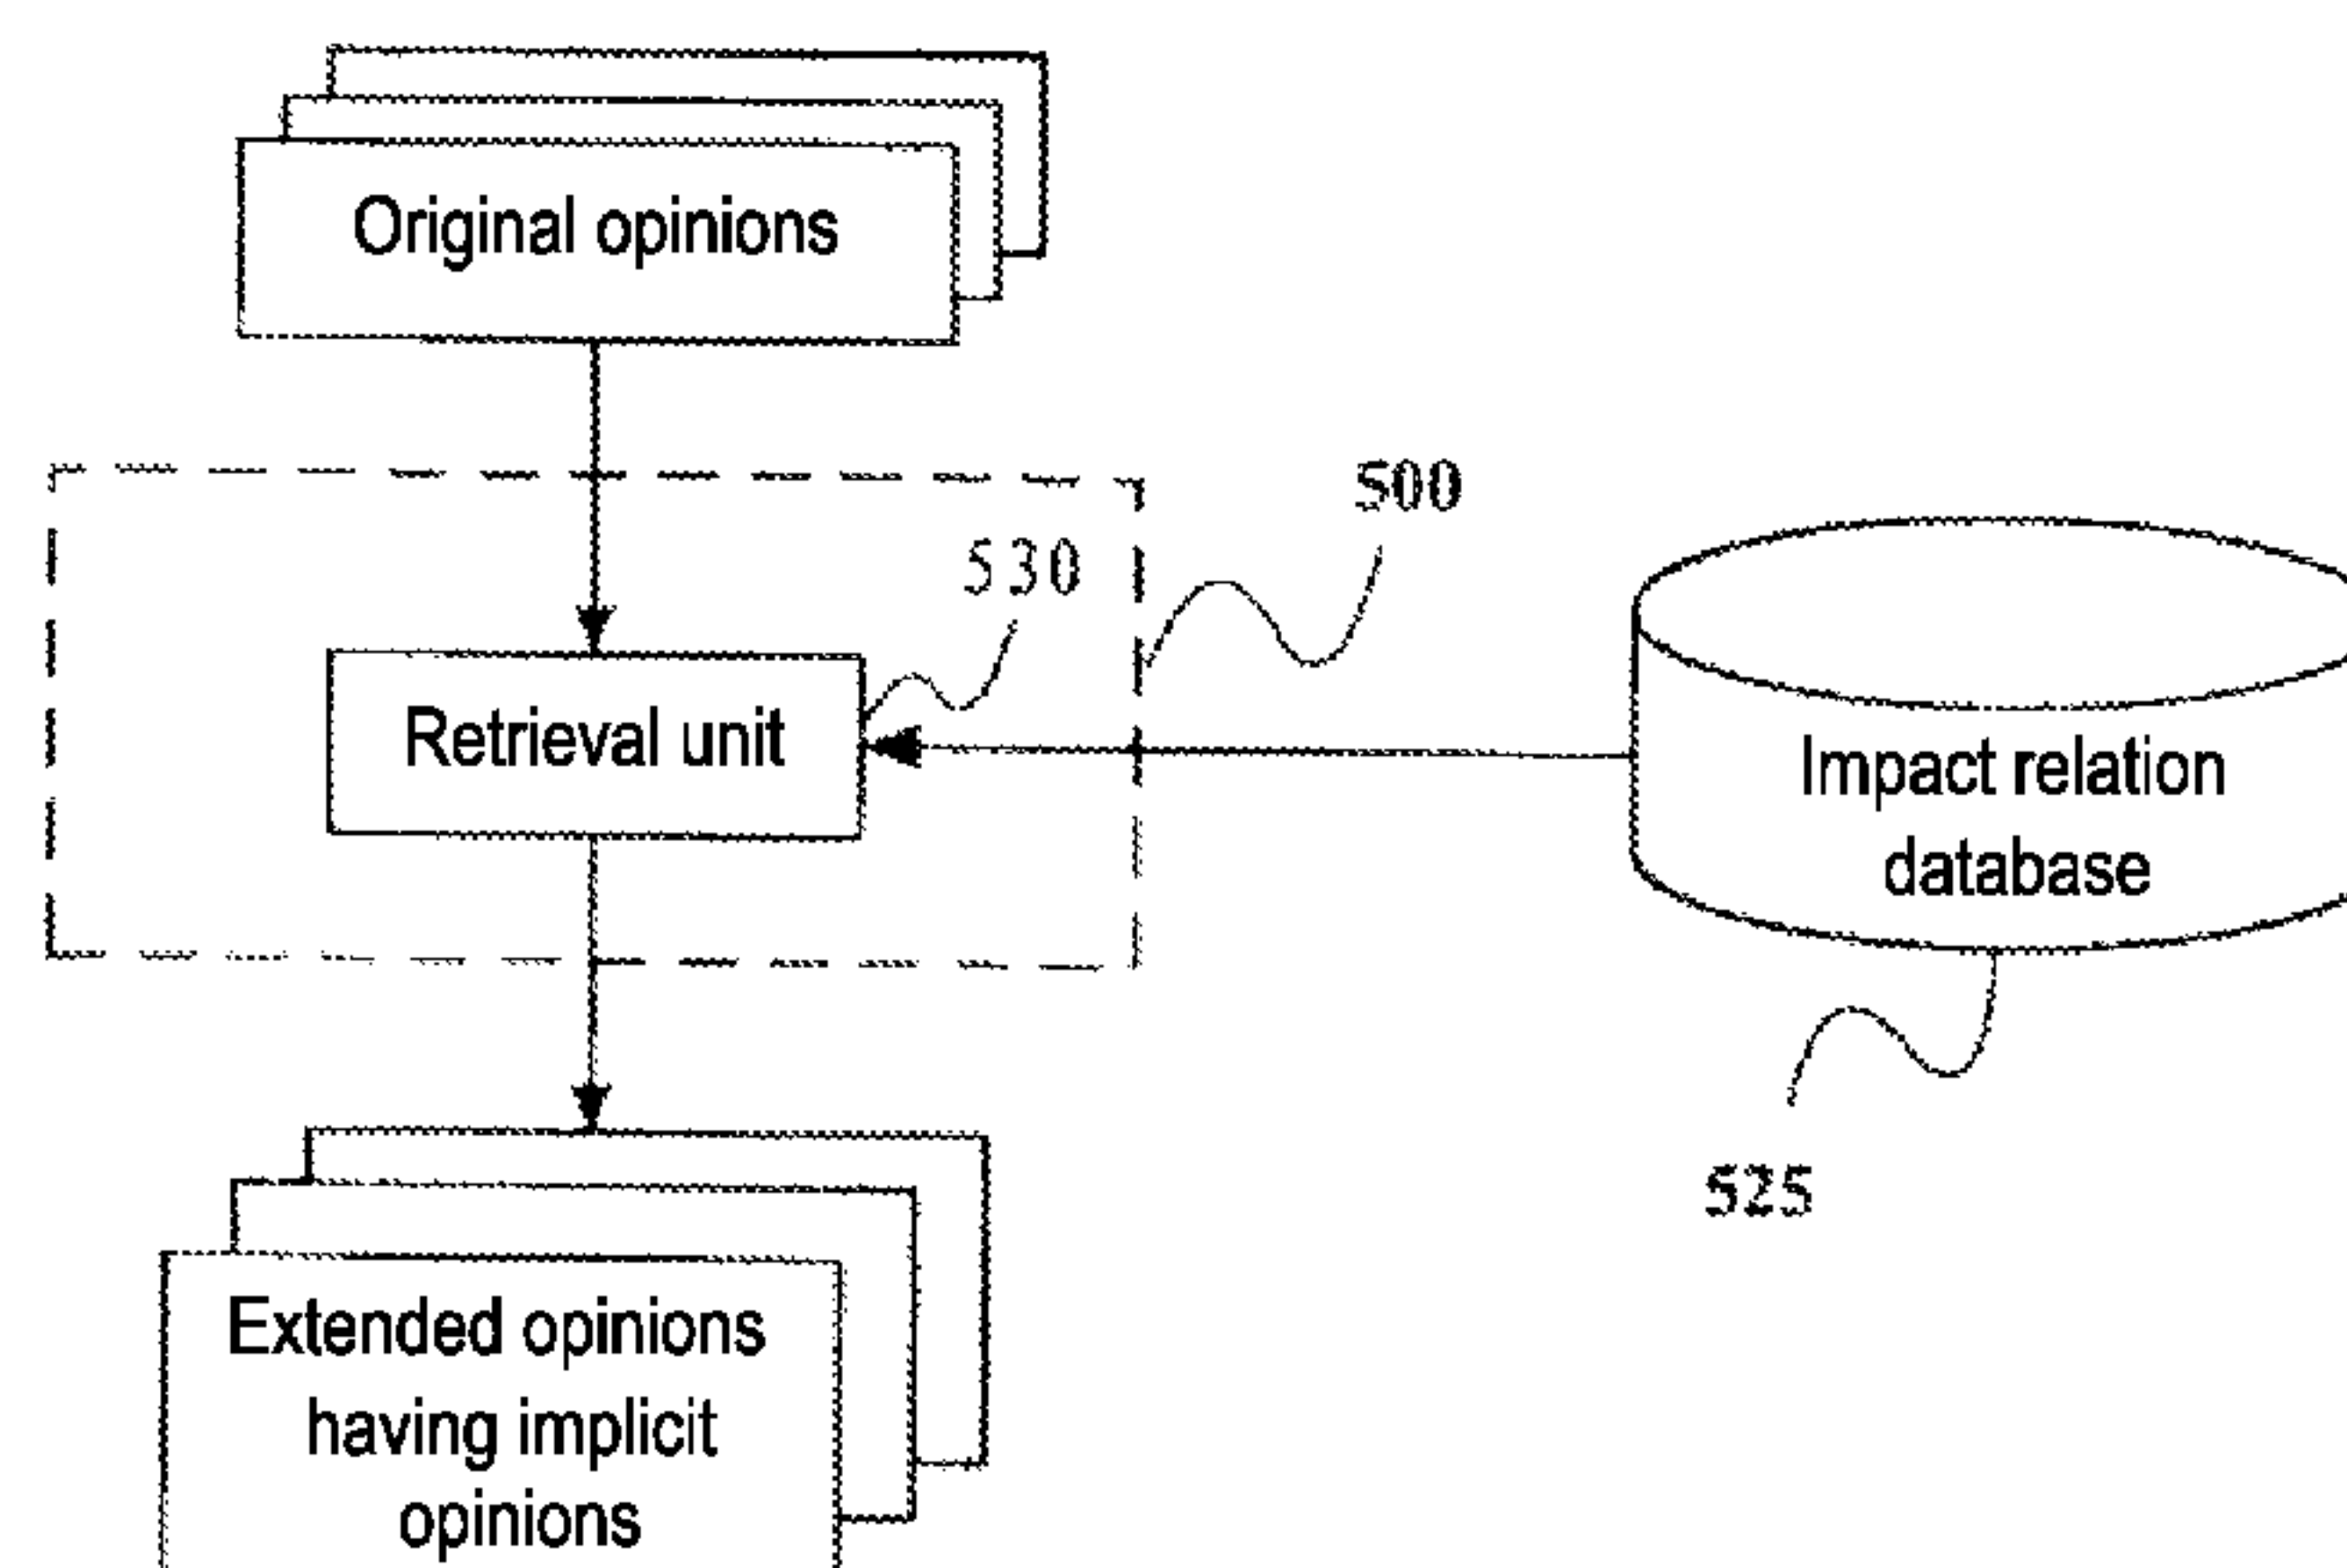 Original opinions
500
530
Retrieval unit
Impact relation
database
525
Extended opinions
having implicit
opinions